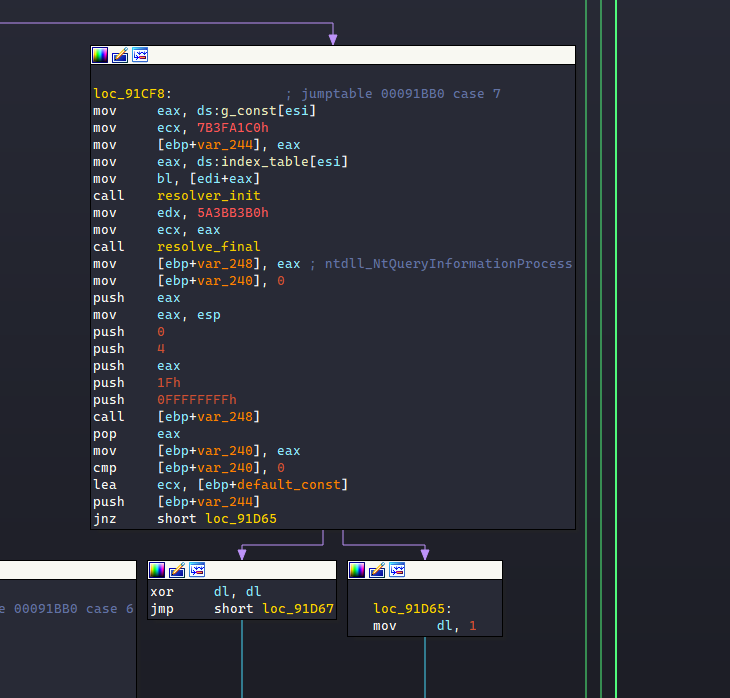 loc_91CF8: ; jumptable 00091BB0 case 7
mov eax, ds:g_const[esi]
mov ecx, 7B3FA1C0h
mov [ebp+var_244], eax
mov eax, ds:index_table[esi]
mov bl, [edi+eax]
call resolver_init
mov edx, 5A3BB3B0h
mov ecx, eax
call resolve_final
mov [ebp+var_248], eax ; ntdll_NtQueryInformationProcess
mov [ebp+var_240], 0
push eax
mov eax, esp
push 0
push 4
push eax
push 1Fh
push 0FFFFFFFFh
call [ebp+var_248]
pop eax
mov [ebp+var_240], eax
cmp [ebp+var_240], 0
lea ecx, [ebp+default_const]
push [ebp+var_244]
jnz short loc_91D65
e 00091BB0 case 6
xor dl, dl
jmp short loc_91D67
loc_91D65:
mov dl, 1